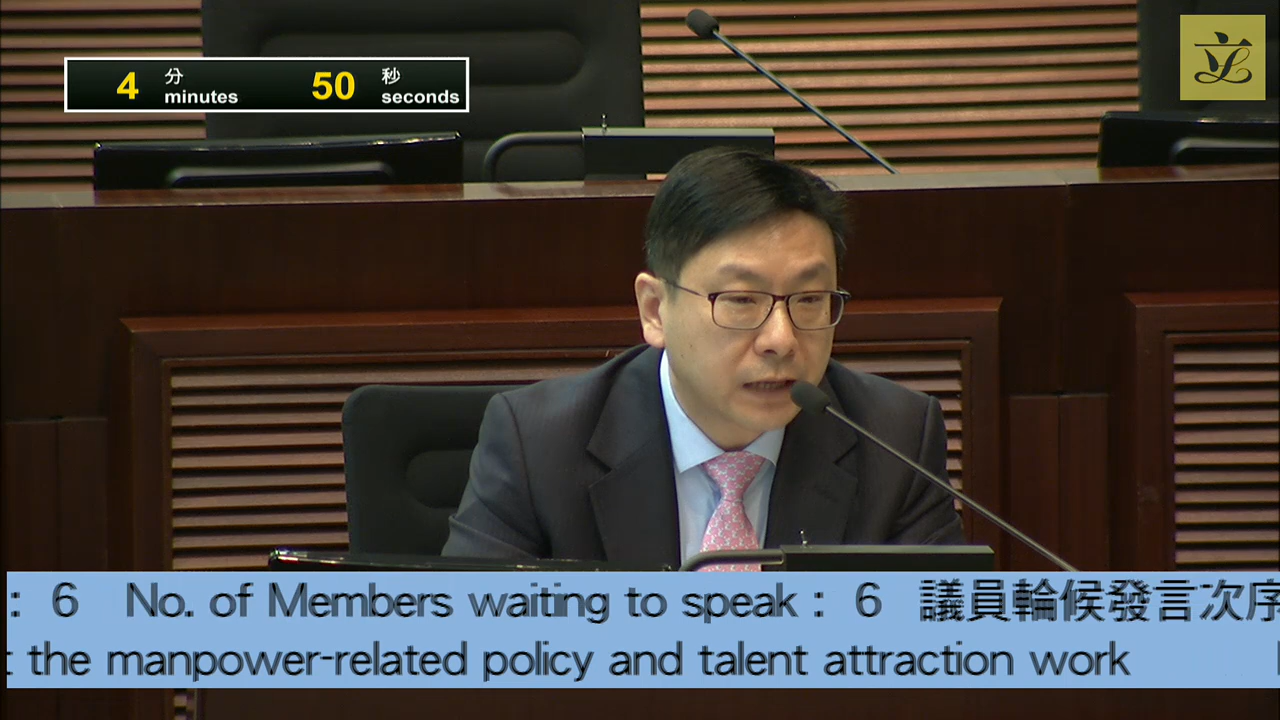 4 分 minutes 50 秒 seconds
: 6 No. of Members waiting to speak : 6 議員輪候發言次序
the manpower-related policy and talent attraction work